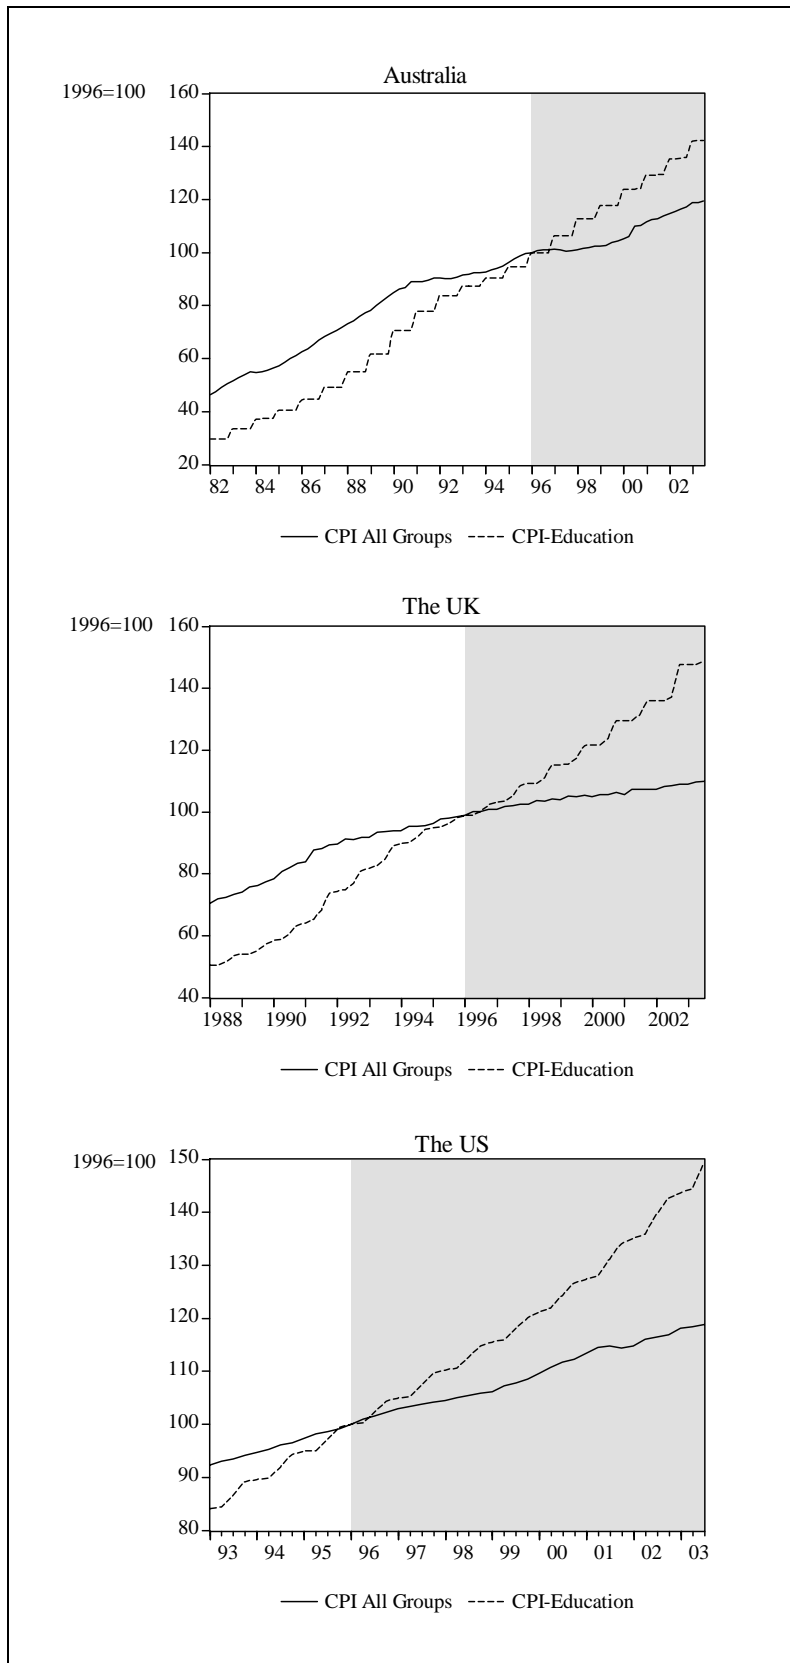 Australia
1996=100
160
140
120
100
80
60
40
20
82 84 86 88 90 92 94 96 98 00 02
CPI All Groups CPI-Education
The UK
1996=100
160
140
120
100
80
60
40
1988 1990 1992 1994 1996 1998 2000 2002
CPI All Groups CPI-Education
The US
1996=100
150
140
130
120
110
100
90
80
93 94 95 96 97 98 99 00 01 02 03
CPI All Groups CPI-Education